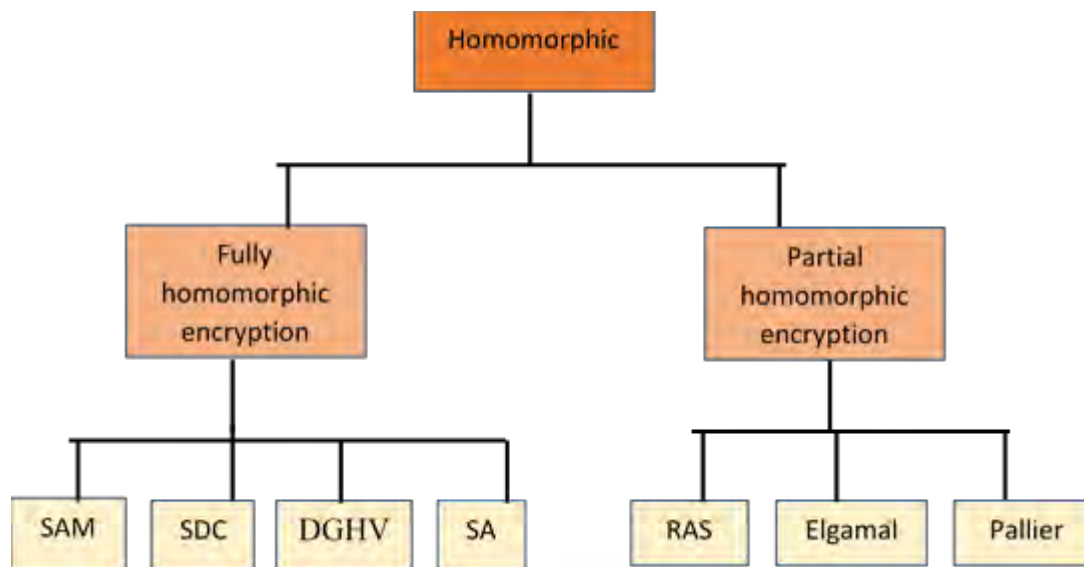 Homomorphic
Fully
homomorphic
encryption
Partial
homomorphic
encryption
SAM
SDC
DGHV
SA
RAS
Elgamal
Pallier